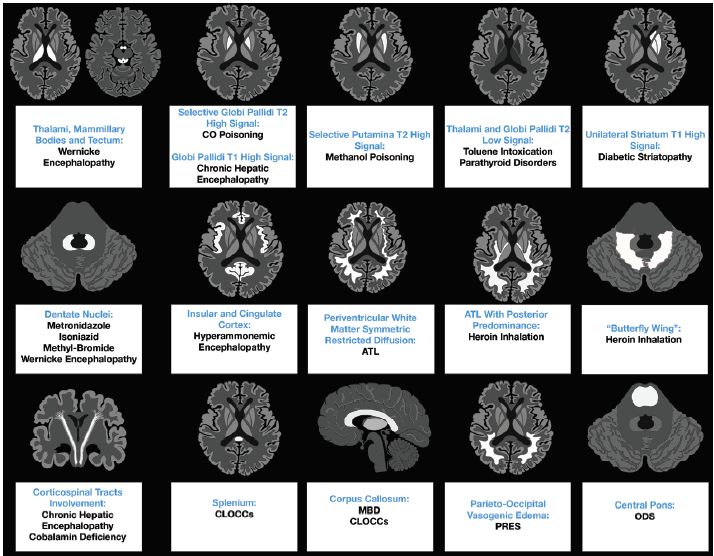 Thalami, Mammillary
Bodies and Tectum:
Wernicke
Encephalopathy
Selective Globi Pallidi T2
High Signal:
CO Poisoning
Globi Pallidi T1 High Signal:
Chronic Hepatic
Encephalopathy
Selective Putamina T2 High
Signal:
Methanol Poisoning
Thalami and Globi Pallidi T2
Low Signal:
Toluene Intoxication
Parathyroid Disorders
Unilateral Striatum T1 High
Signal:
Diabetic Striatopathy
Dentate Nuclei:
Metronidazole
Isoniazid
Methyl-Bromide
Wernicke Encephalopathy
Insular and Cingulate
Cortex:
Hyperammonemic
Encephalopathy
Periventricular White
Matter Symmetric
Restricted Diffusion:
ATL
ATL With Posterior
Predominance:
Heroin Inhalation
“Butterfly Wing”:
Heroin Inhalation
Corticospinal Tracts
Involvement:
Chronic Hepatic
Encephalopathy
Cobalamin Deficiency
Splenium:
CLOCCs
Corpus Callosum:
MBD
CLOCCs
Parieto-Occipital
Vasogenic Edema:
PRES
Central Pons:
ODS